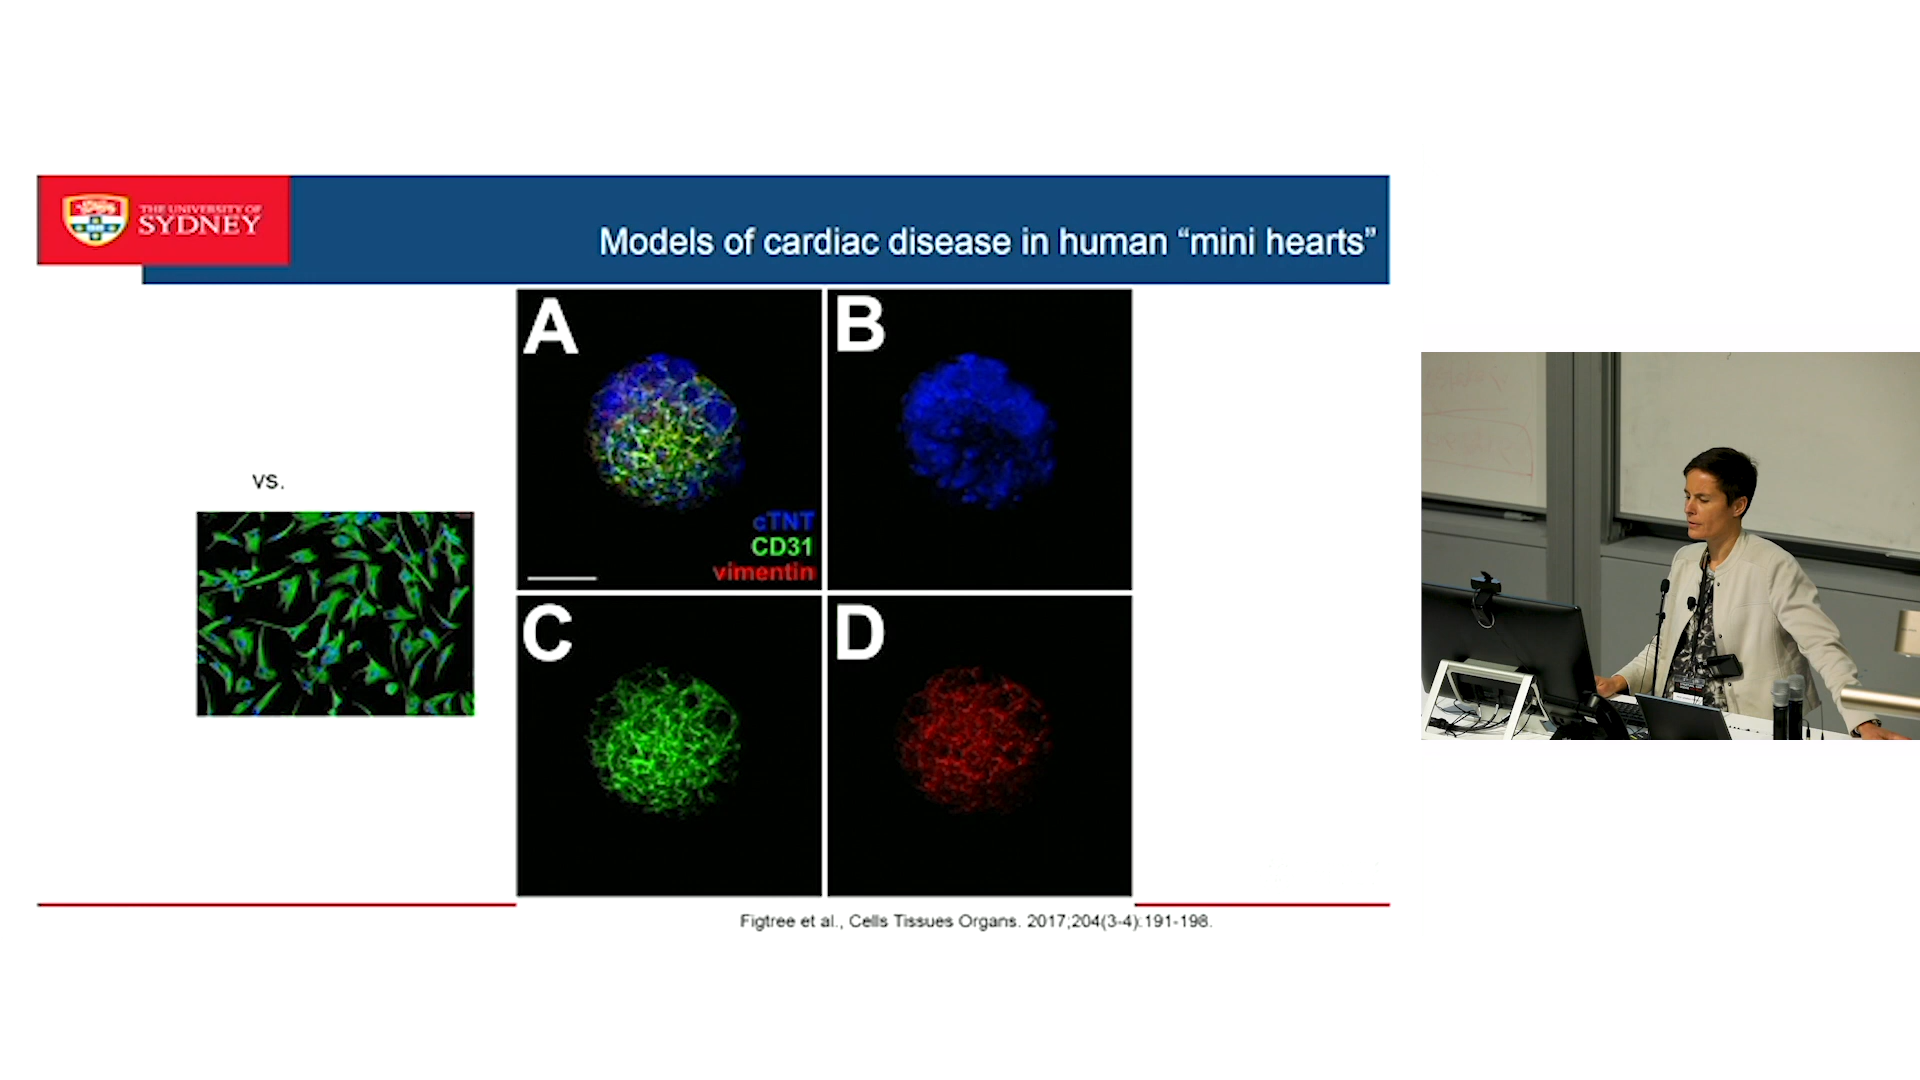 THE UNIVERSITY OF
SYDNEY
Models of cardiac disease in human “mini hearts”
A
B
vs.
cTNT
CD31
vimentin
C
D
Figtree et al., Cells Tissues Organs. 2017;204(3-4):191-198.